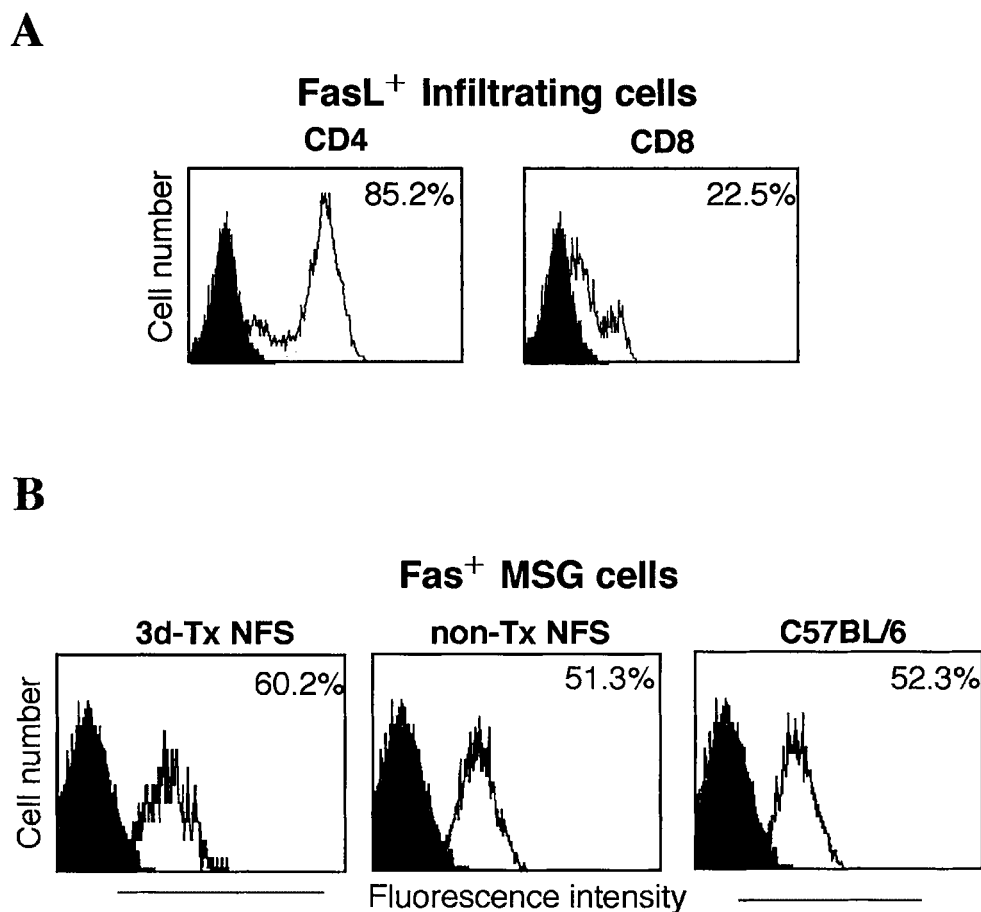 A
FasL+ Infiltrating cells
CD4
CD8
Cell number
85.2%
22.5%
B
Fas+ MSG cells
3d-Tx NFS
non-Tx NFS
C57BL/6
Cell number
60.2%
51.3%
52.3%
Fluorescence intensity